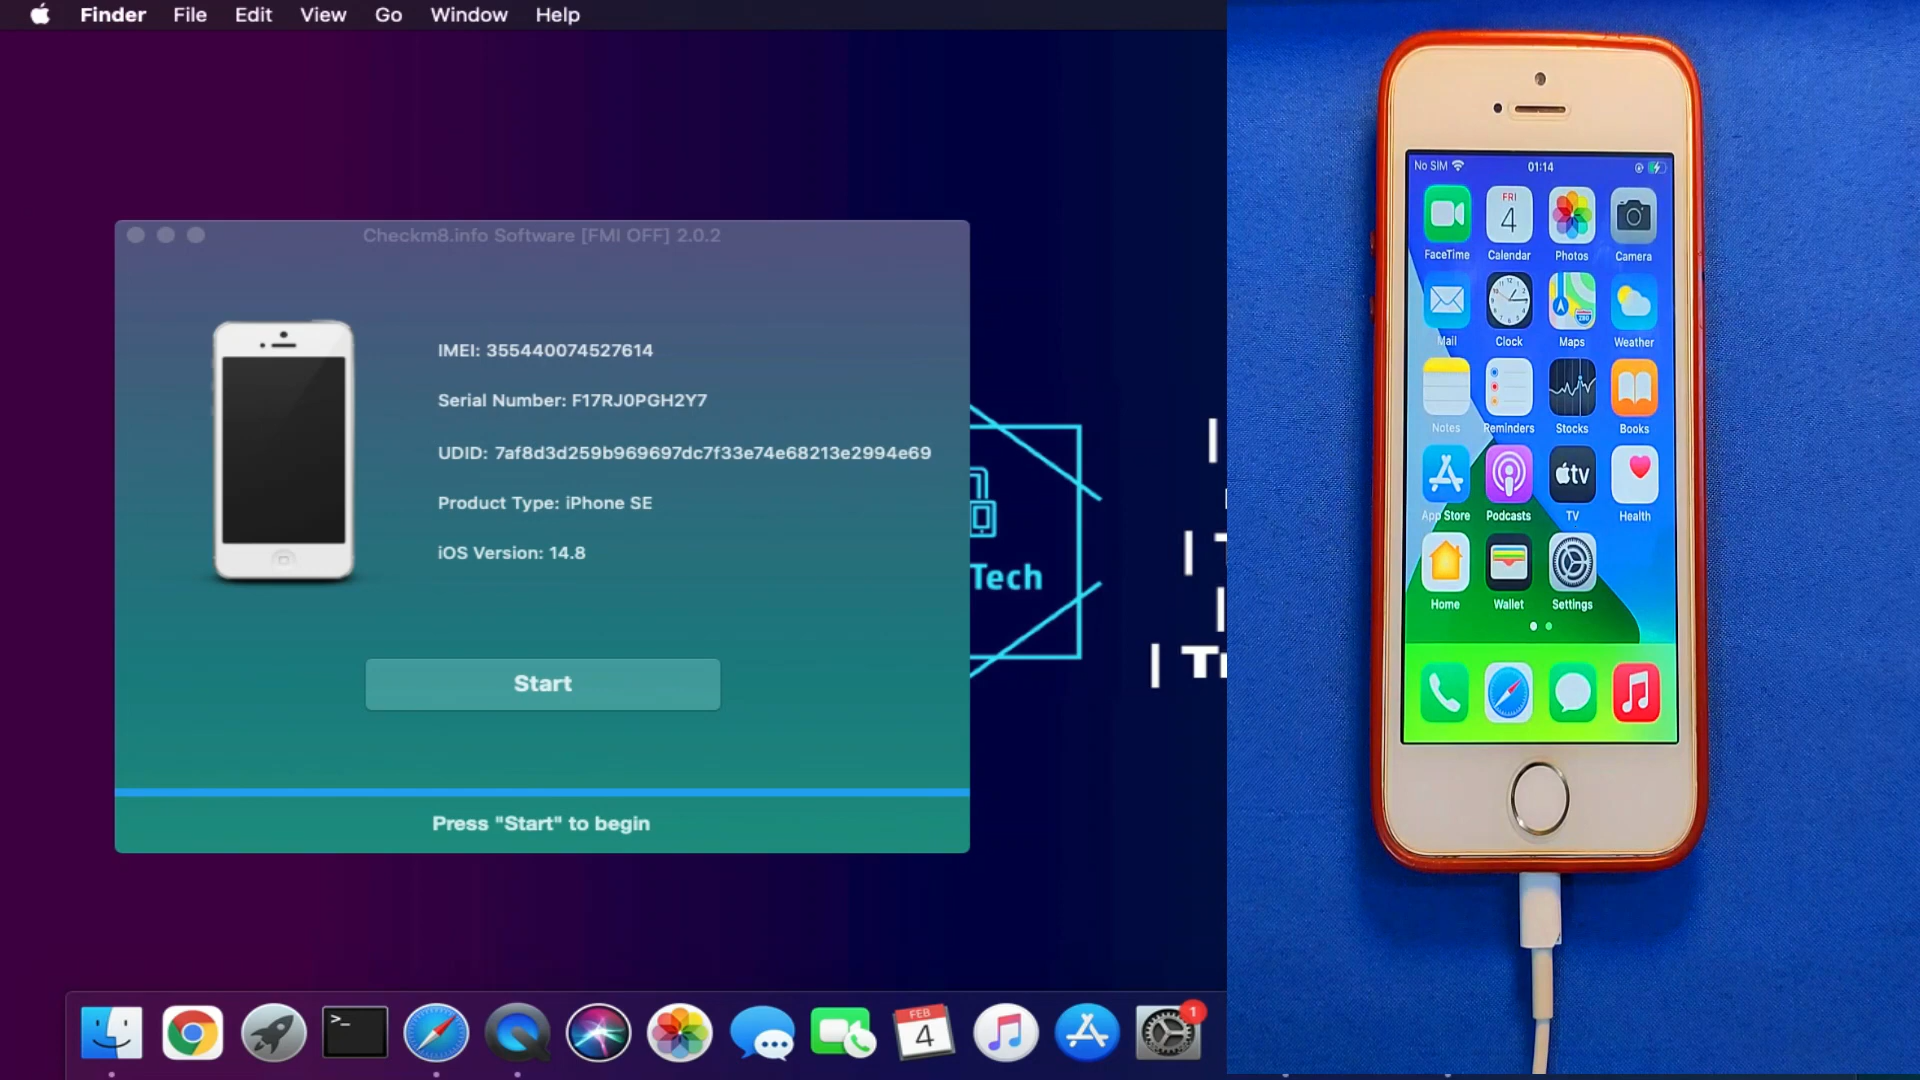 Finder File Edit View Go Window Help
Checkm8.info Software [FMI OFF] 2.0.2
IMEI: 355440074527614
Serial Number: F17RJ0PGH2Y7
UDID: 7af8d3d259b969697dc7f33e74e68213e2994e69
Product Type: iPhone SE
iOS Version: 14.8
Start
Press "Start" to begin
Tech
FEB
4
1
No SIM 01:14
FRI
4
FaceTime Calendar Photos Camera
Mail Clock Maps Weather
Notes Reminders Stocks Books
tv
App Store Podcasts TV Health
Home Wallet Settings